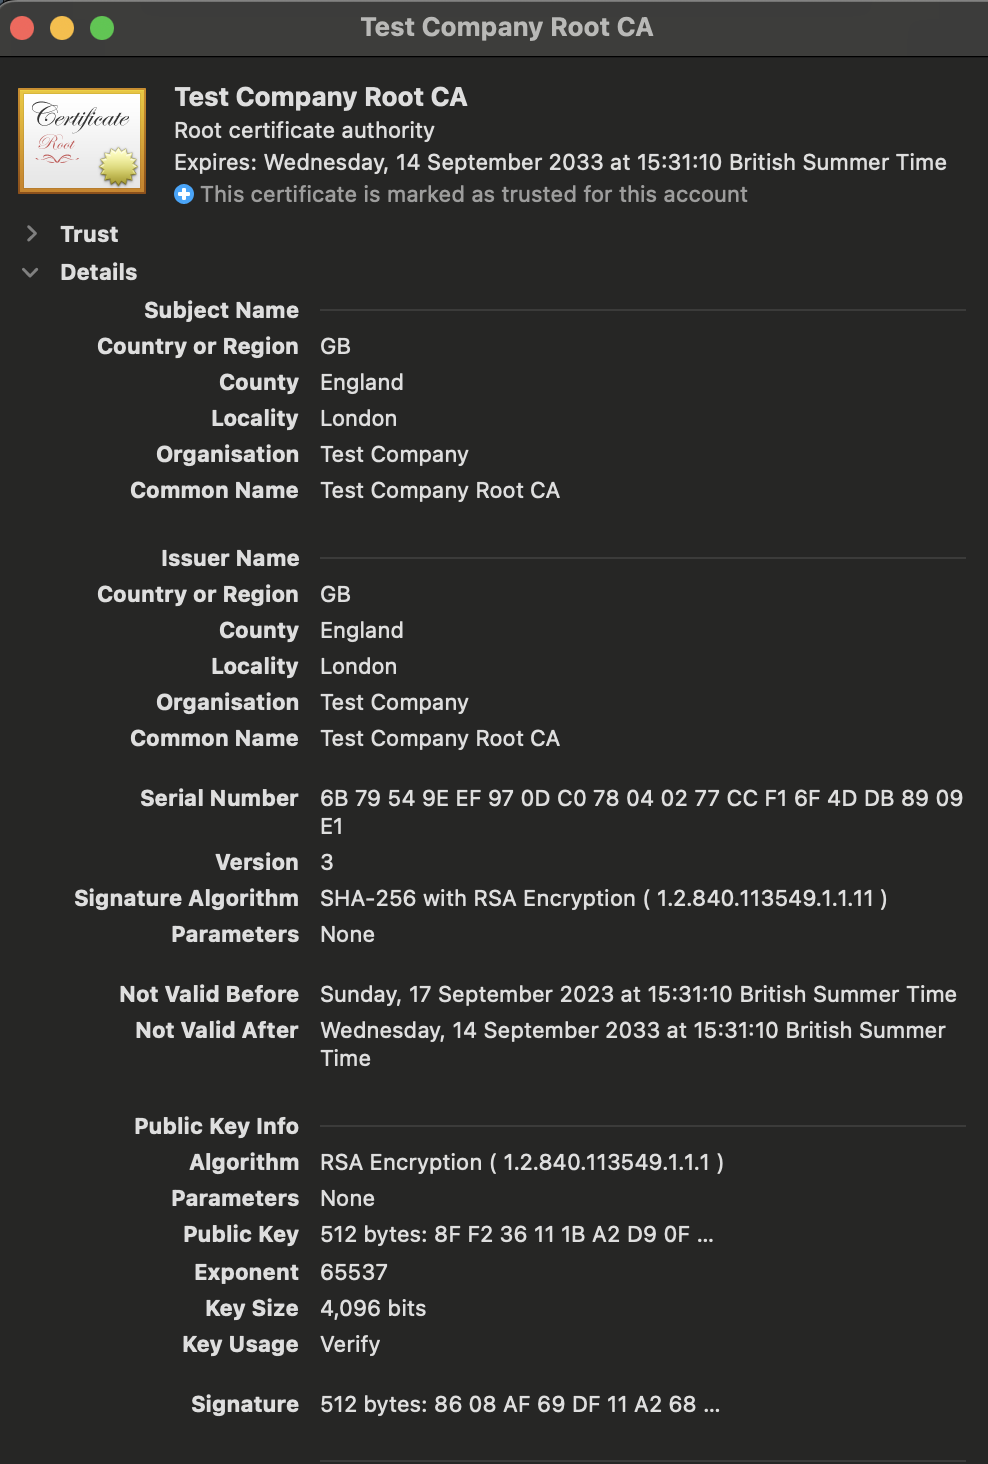 Test Company Root CA
Certificate
Root
Test Company Root CA
Root certificate authority
Expires: Wednesday, 14 September 2033 at 15:31:10 British Summer Time
This certificate is marked as trusted for this account
Trust
Details
Subject Name
Country or Region GB
County England
Locality London
Organisation Test Company
Common Name Test Company Root CA
Issuer Name
Country or Region GB
County England
Locality London
Organisation Test Company
Common Name Test Company Root CA
Serial Number 6B 79 54 9E EF 97 0D C0 78 04 02 77 CC F1 6F 4D DB 89 09
E1
Version 3
Signature Algorithm SHA-256 with RSA Encryption ( 1.2.840.113549.1.1.11 )
Parameters None
Not Valid Before Sunday, 17 September 2023 at 15:31:10 British Summer Time
Not Valid After Wednesday, 14 September 2033 at 15:31:10 British Summer
Time
Public Key Info
Algorithm RSA Encryption ( 1.2.840.113549.1.1.1 )
Parameters None
Public Key 512 bytes: 8F F2 36 11 1B A2 D9 0F ...
Exponent 65537
Key Size 4,096 bits
Key Usage Verify
Signature 512 bytes: 86 08 AF 69 DF 11 A2 68 ...